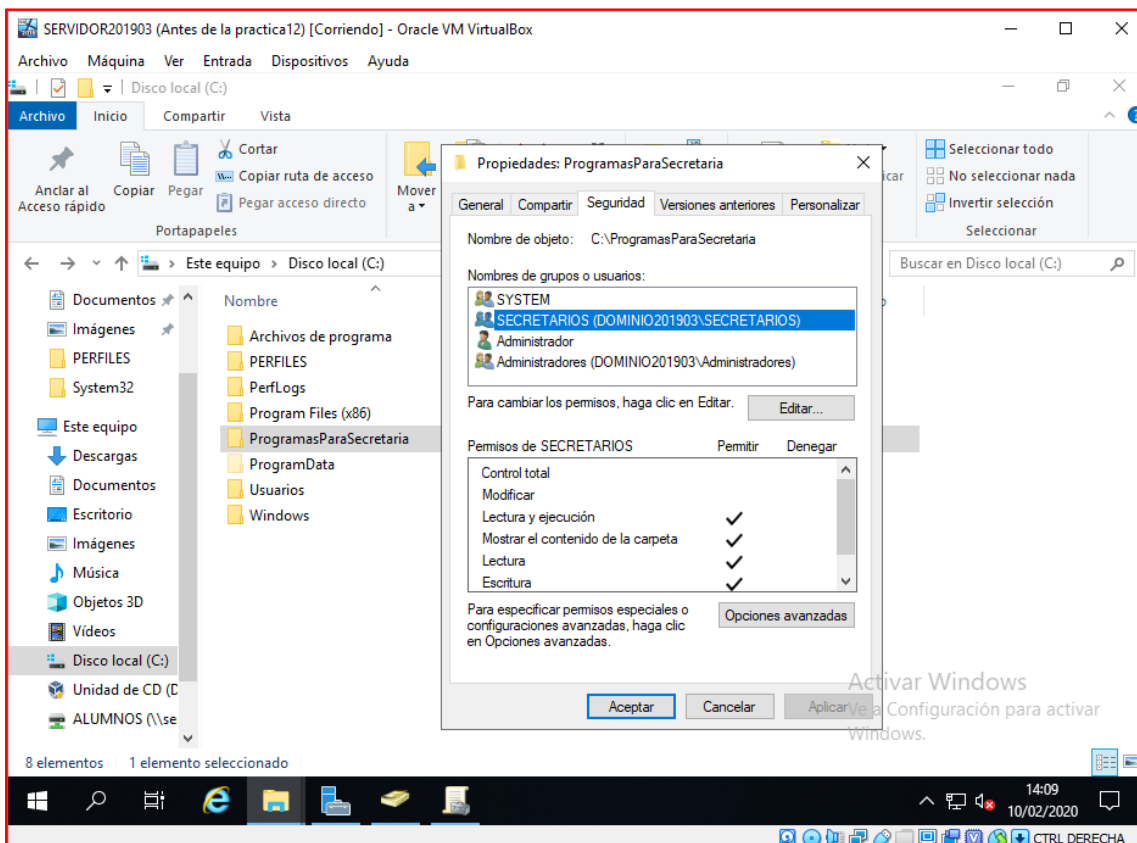 SERVIDOR201903 (Antes de la practica12) [Corriendo] - Oracle VM VirtualBox
Archivo Máquina Ver Entrada Dispositivos Ayuda
Disco local (C:)
Archivo Inicio Compartir Vista
Anclar al
Acceso rápido
Copiar
Pegar
Cortar
Copiar ruta de acceso
Pegar acceso directo
Mover
a
Portapapeles
Seleccionar todo
No seleccionar nada
Invertir selección
Seleccionar
Este equipo Disco local (C:)
Buscar en Disco local (C:)
Documentos
Imágenes
PERFILES
System32
Este equipo
Descargas
Documentos
Escritorio
Imágenes
Música
Objetos 3D
Vídeos
Disco local (C:)
Unidad de CD (D
ALUMNOS (\\se
Nombre
Archivos de programa
PERFILES
PerfLogs
Program Files (x86)
ProgramasParaSecretaria
ProgramData
Usuarios
Windows
Propiedades: ProgramasParaSecretaria
General Compartir Seguridad Versiones anteriores Personalizar
Nombre de objeto: C:\ProgramasParaSecretaria
Nombres de grupos o usuarios:
SYSTEM
SECRETARIOS (DOMINIO201903\SECRETARIOS)
Administrador
Administradores (DOMINIO201903\Administradores)
Para cambiar los permisos, haga clic en Editar. Editar...
Permisos de SECRETARIOS Permitir Denegar
Control total
Modificar
Lectura y ejecución
Mostrar el contenido de la carpeta
Lectura
Escritura
Para especificar permisos especiales o
configuraciones avanzadas, haga clic
en Opciones avanzadas.
Opciones avanzadas
Aceptar Cancelar Aplicar
Activar Windows
Ve a Configuración para activar
Windows.
8 elementos 1 elemento seleccionado
14:09
10/02/2020
CTRL DERECHA